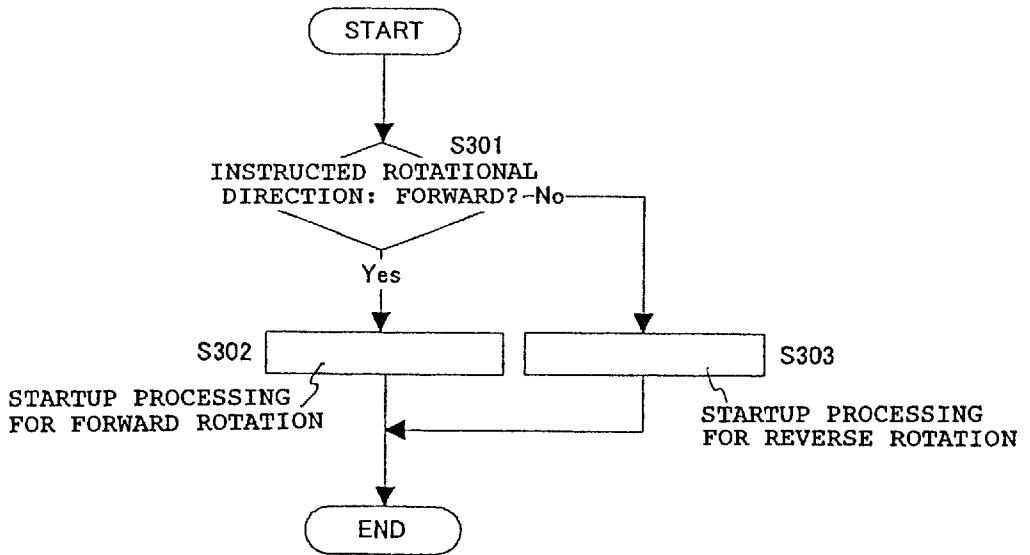 START
S301
INSTRUCTED ROTATIONAL
DIRECTION: FORWARD?
No
Yes
S302
S303
STARTUP PROCESSING
FOR FORWARD ROTATION
STARTUP PROCESSING
FOR REVERSE ROTATION
END